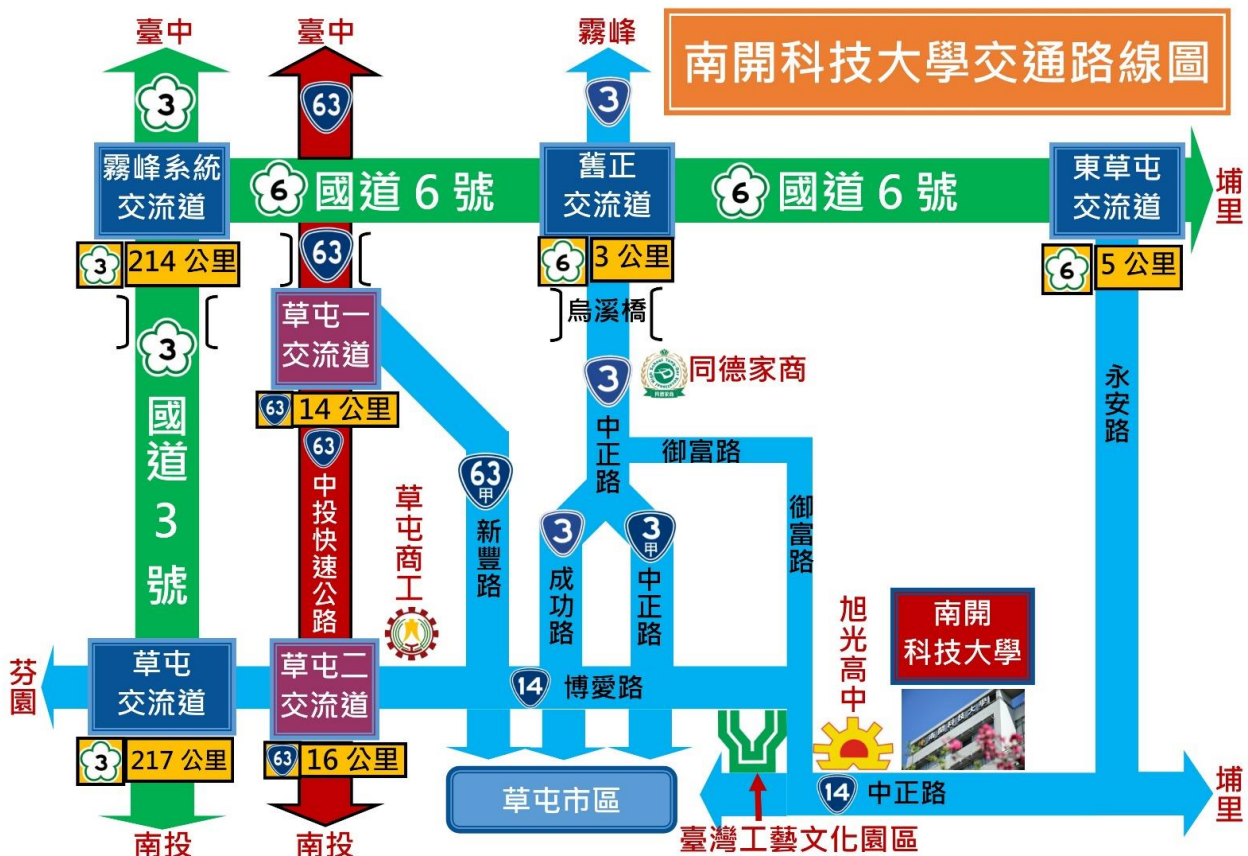 南開科技大學交通路線圖
臺中
臺中
霧峰
3
63
3
霧峰系統
交流道
6 國道 6 號
舊正
交流道
6 國道 6 號
東草屯
交流道
埔里
3 214 公里
63
6 3 公里
6 5 公里
草屯一
交流道
烏溪橋
3
國道3號
63 14 公里
3
同德家商
中正路
御富路
永安路
63
中投快速公路
草屯商工
63甲
新豐路
3
成功路
3甲
中正路
御富路
旭光高中
南開
科技大學
南開科技大學
芬園
草屯
交流道
草屯二
交流道
14 博愛路
3 217 公里
63 16 公里
草屯市區
14 中正路
埔里
南投
南投
臺灣工藝文化園區